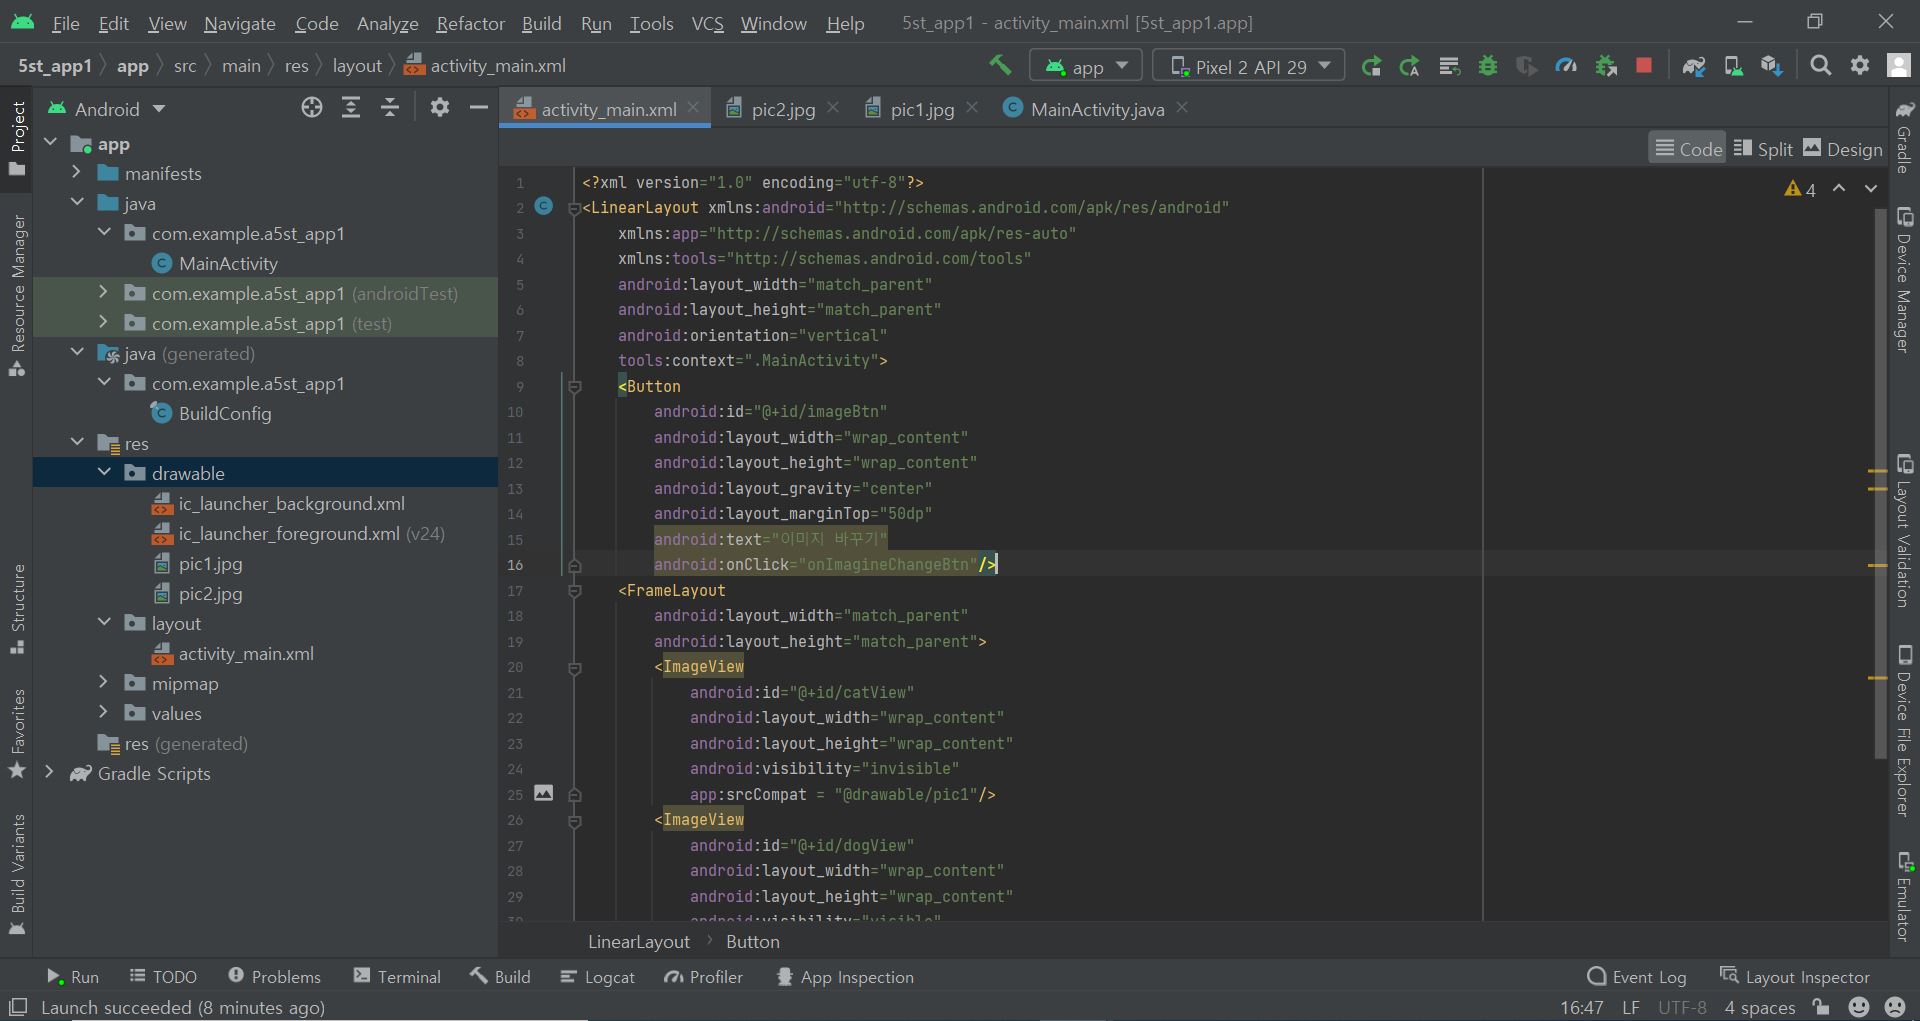 File Edit View Navigate Code Analyze Refactor Build Run Tools VCS Window Help 5st_app1 - activity_main.xml [5st_app1.app]
5st_app1 app src main res layout activity_main.xml
app Pixel 2 API 29
Project
Resource Manager
Structure
Favorites
Build Variants
Android
app
manifests
java
com.example.a5st_app1
MainActivity
com.example.a5st_app1 (androidTest)
com.example.a5st_app1 (test)
java (generated)
com.example.a5st_app1
BuildConfig
res
drawable
ic_launcher_background.xml
ic_launcher_foreground.xml (v24)
pic1.jpg
pic2.jpg
layout
activity_main.xml
mipmap
values
res (generated)
Gradle Scripts
activity_main.xml pic2.jpg pic1.jpg MainActivity.java
Code Split Design
4
1 <?xml version="1.0" encoding="utf-8"?>
2 <LinearLayout xmlns:android="http://schemas.android.com/apk/res/android"
3 xmlns:app="http://schemas.android.com/apk/res-auto"
4 xmlns:tools="http://schemas.android.com/tools"
5 android:layout_width="match_parent"
6 android:layout_height="match_parent"
7 android:orientation="vertical"
8 tools:context=".MainActivity">
9 <Button
10 android:id="@+id/imageBtn"
11 android:layout_width="wrap_content"
12 android:layout_height="wrap_content"
13 android:layout_gravity="center"
14 android:layout_marginTop="50dp"
15 android:text="이미지 바꾸기"
16 android:onClick="onImagineChangeBtn"/>
17 <FrameLayout
18 android:layout_width="match_parent"
19 android:layout_height="match_parent">
20 <ImageView
21 android:id="@+id/catView"
22 android:layout_width="wrap_content"
23 android:layout_height="wrap_content"
24 android:visibility="invisible"
25 app:srcCompat = "@drawable/pic1"/>
26 <ImageView
27 android:id="@+id/dogView"
28 android:layout_width="wrap_content"
29 android:layout_height="wrap_content"
30 android:visibility="visible"
LinearLayout Button
Gradle
Device Manager
Layout Validation
Device File Explorer
Emulator
Run TODO Problems Terminal Build Logcat Profiler App Inspection Event Log Layout Inspector
Launch succeeded (8 minutes ago) 16:47 LF UTF-8 4 spaces